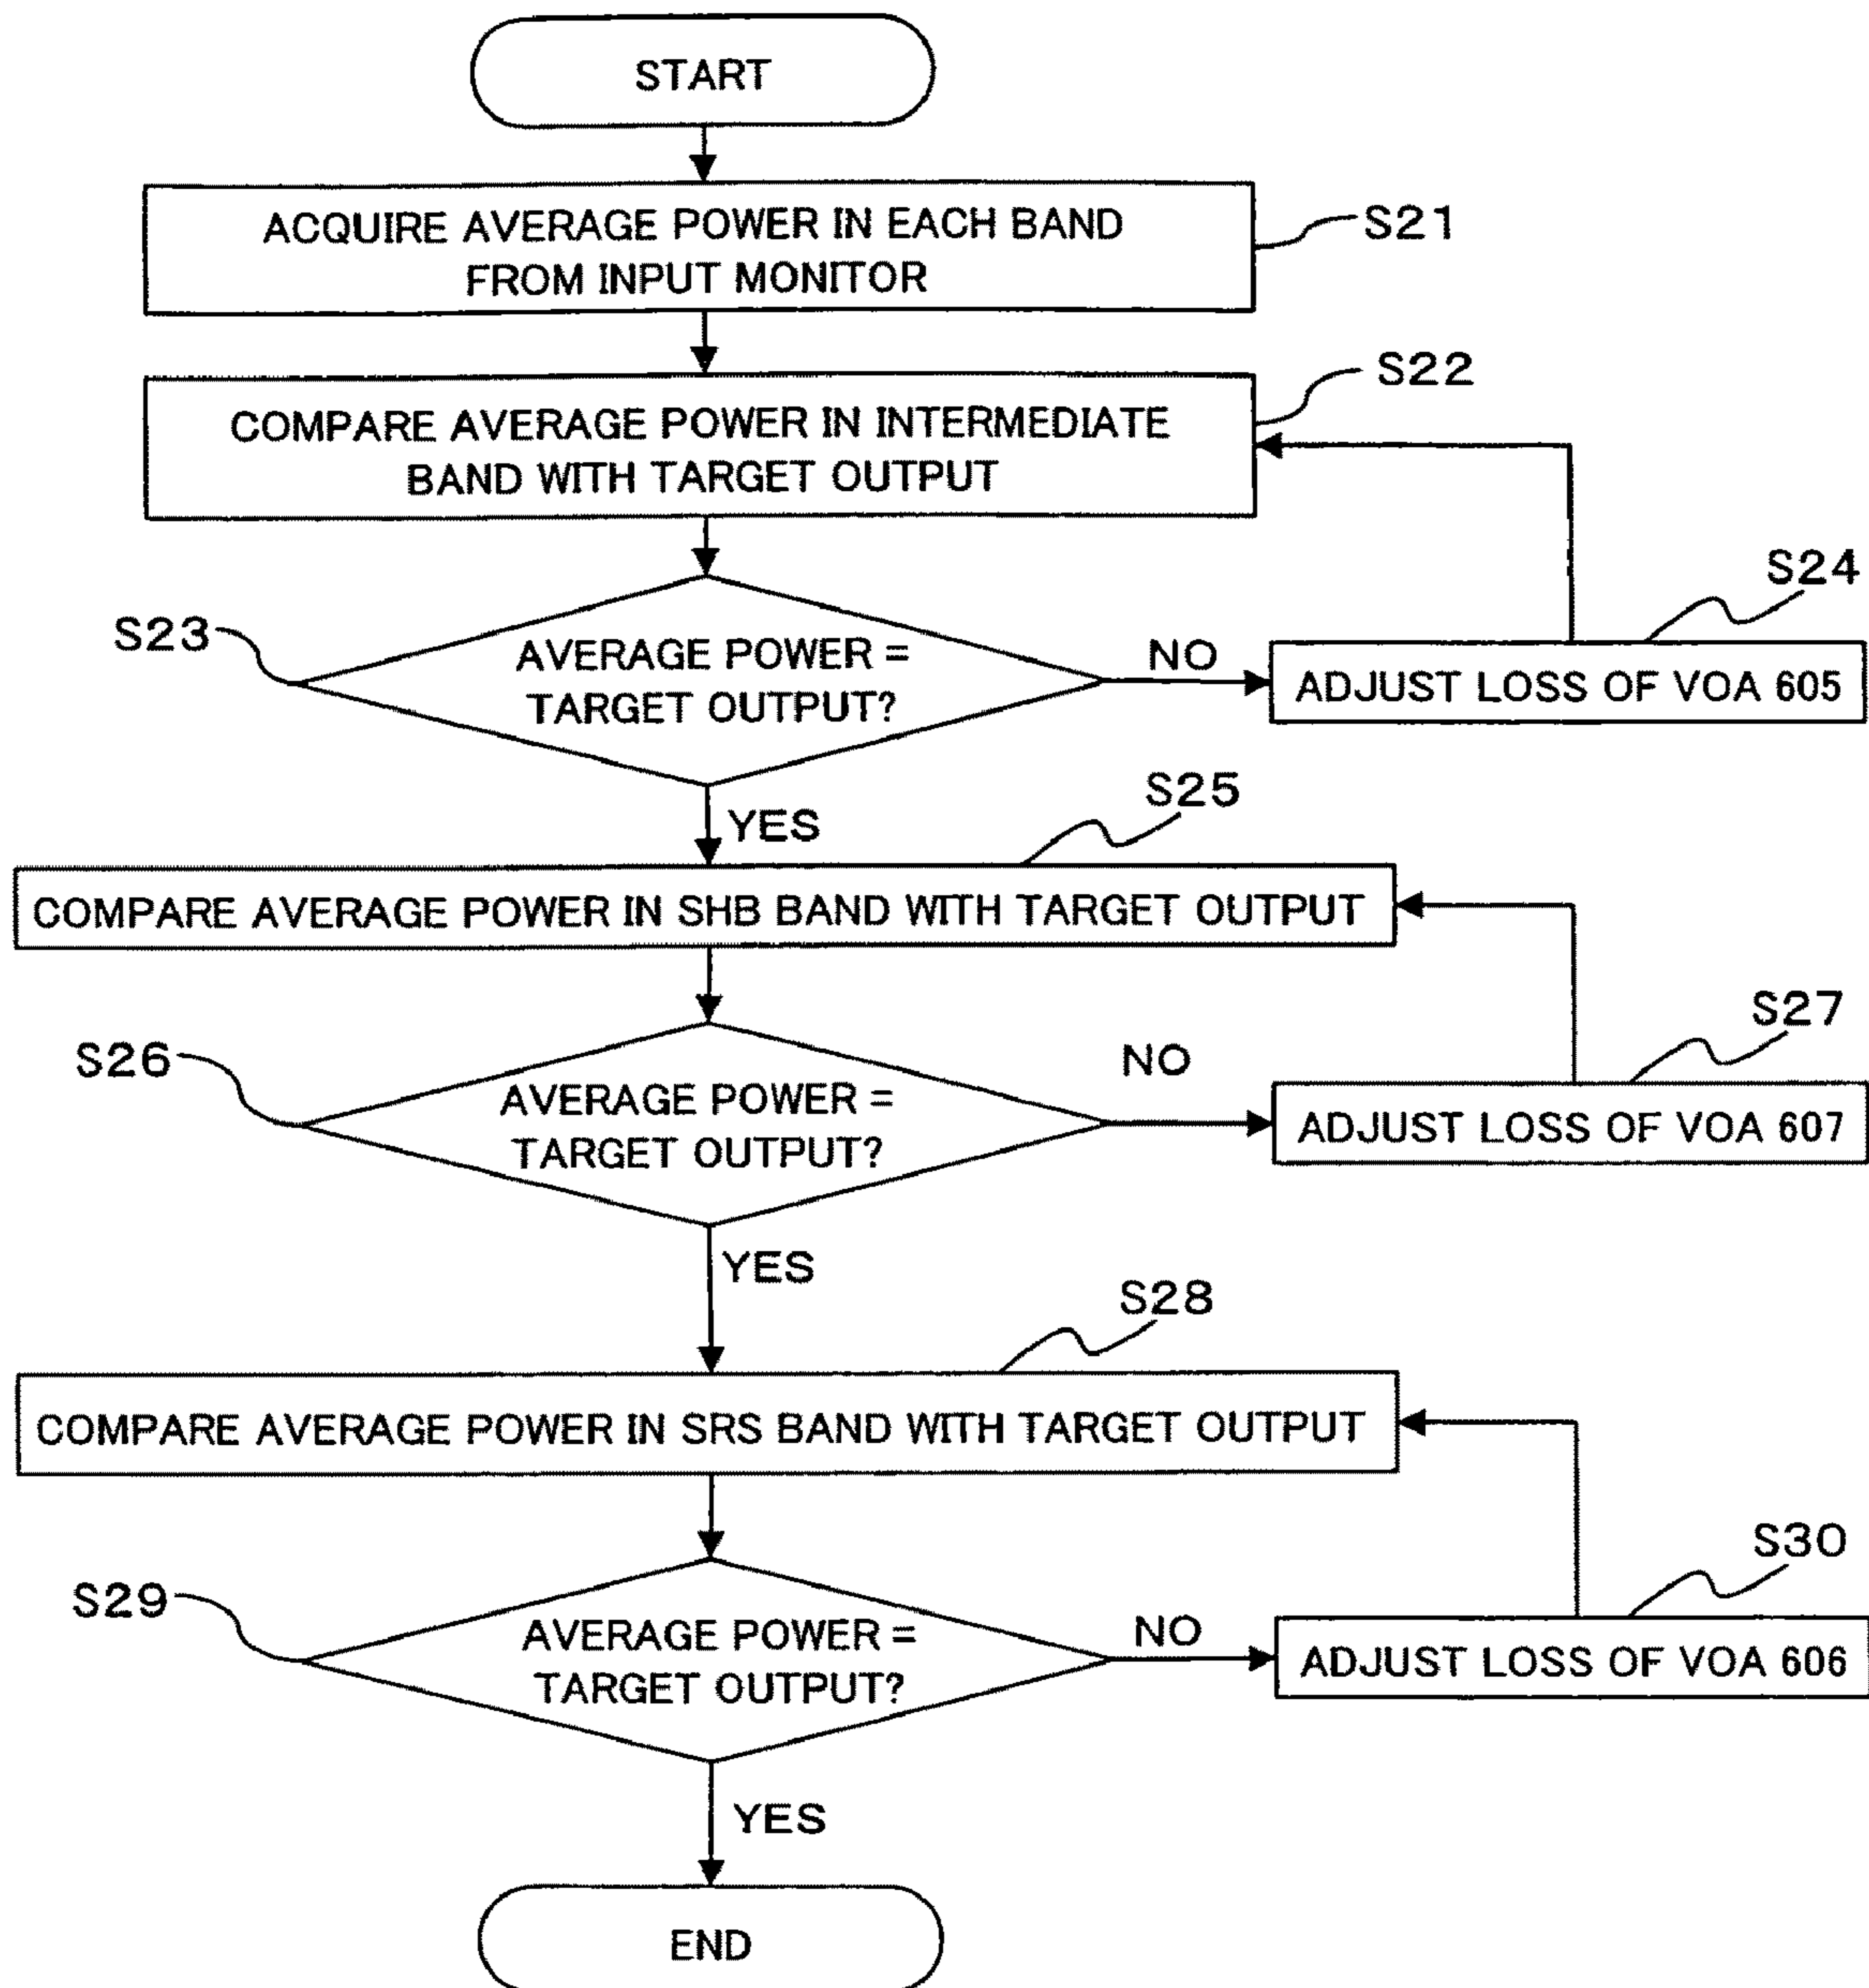 START
ACQUIRE AVERAGE POWER IN EACH BAND
FROM INPUT MONITOR
S21
COMPARE AVERAGE POWER IN INTERMEDIATE
BAND WITH TARGET OUTPUT
S22
S23
AVERAGE POWER =
TARGET OUTPUT?
NO
S24
ADJUST LOSS OF VOA 605
YES
S25
COMPARE AVERAGE POWER IN SHB BAND WITH TARGET OUTPUT
S26
AVERAGE POWER =
TARGET OUTPUT?
NO
S27
ADJUST LOSS OF VOA 607
YES
S28
COMPARE AVERAGE POWER IN SRS BAND WITH TARGET OUTPUT
S29
AVERAGE POWER =
TARGET OUTPUT?
NO
S30
ADJUST LOSS OF VOA 606
YES
END